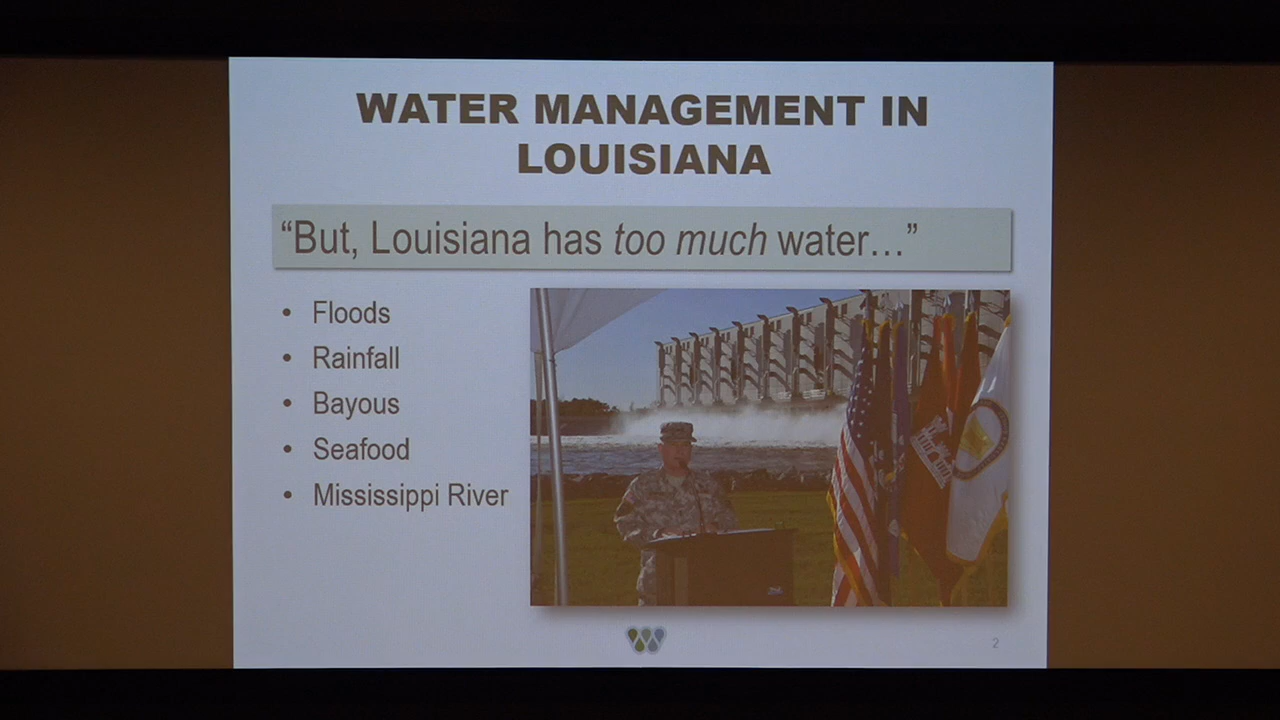 WATER MANAGEMENT IN
LOUISIANA
“But, Louisiana has too much water…”
• Floods
• Rainfall
• Bayous
• Seafood
• Mississippi River
2